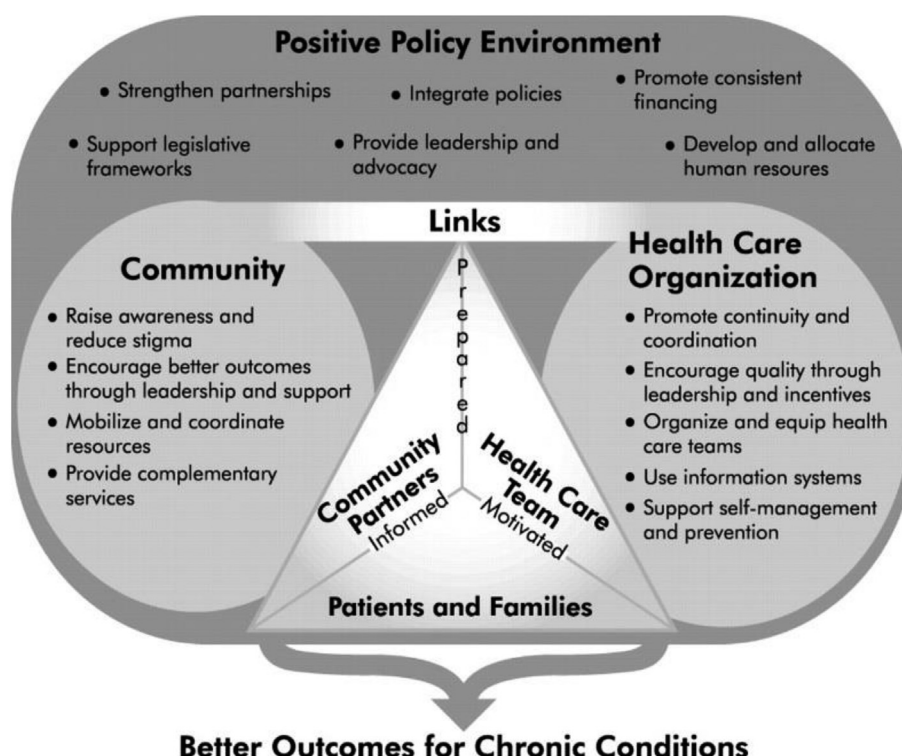 Positive Policy Environment
• Strengthen partnerships
• Integrate policies
• Promote consistent
financing
• Support legislative
frameworks
• Provide leadership and
advocacy
• Develop and allocate
human resoures
Links
Community
• Raise awareness and
reduce stigma
• Encourage better outcomes
through leadership and support
• Mobilize and coordinate
resources
• Provide complementary
services
Prepared
Community
Partners
Informed
Health Care
Team
Motivated
Patients and Families
Health Care
Organization
• Promote continuity and
coordination
• Encourage quality through
leadership and incentives
• Organize and equip health
care teams
• Use information systems
• Support self-management
and prevention
Better Outcomes for Chronic Conditions